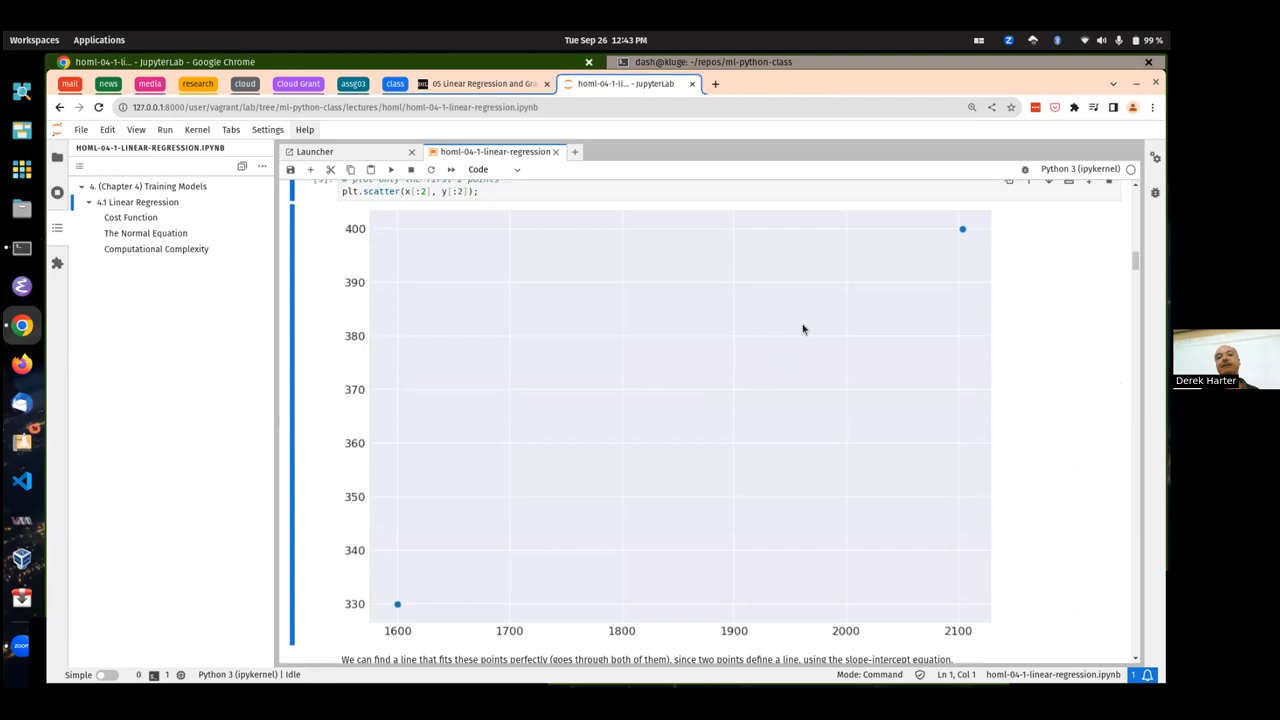 Workspaces Applications Tue Sep 26 12:43 PM 99 %
homl-04-1-li... - JupyterLab - Google Chrome dash@kluge: ~/repos/ml-python-class
mail news media research cloud Cloud Grant assg03 class 05 Linear Regression and Gra homl-04-1-li... - JupyterLab
127.0.0.1:8000/user/vagrant/lab/tree/ml-python-class/lectures/homl/homl-04-1-linear-regression.ipynb
File Edit View Run Kernel Tabs Settings Help
HOML-04-1-LINEAR-REGRESSION.IPYNB
4. (Chapter 4) Training Models
4.1 Linear Regression
Cost Function
The Normal Equation
Computational Complexity
Launcher homl-04-1-linear-regression
Code Python 3 (ipykernel)
# plot only the first 2 points
plt.scatter(x[:2], y[:2]);
400
390
380
370
360
350
340
330
1600 1700 1800 1900 2000 2100
We can find a line that fits these points perfectly (goes through both of them), since two points define a line, using the slope-intercept equation.
Simple 0 1 Python 3 (ipykernel) | Idle Mode: Command Ln 1, Col 1 homl-04-1-linear-regression.ipynb 1
Derek Harter
zoom